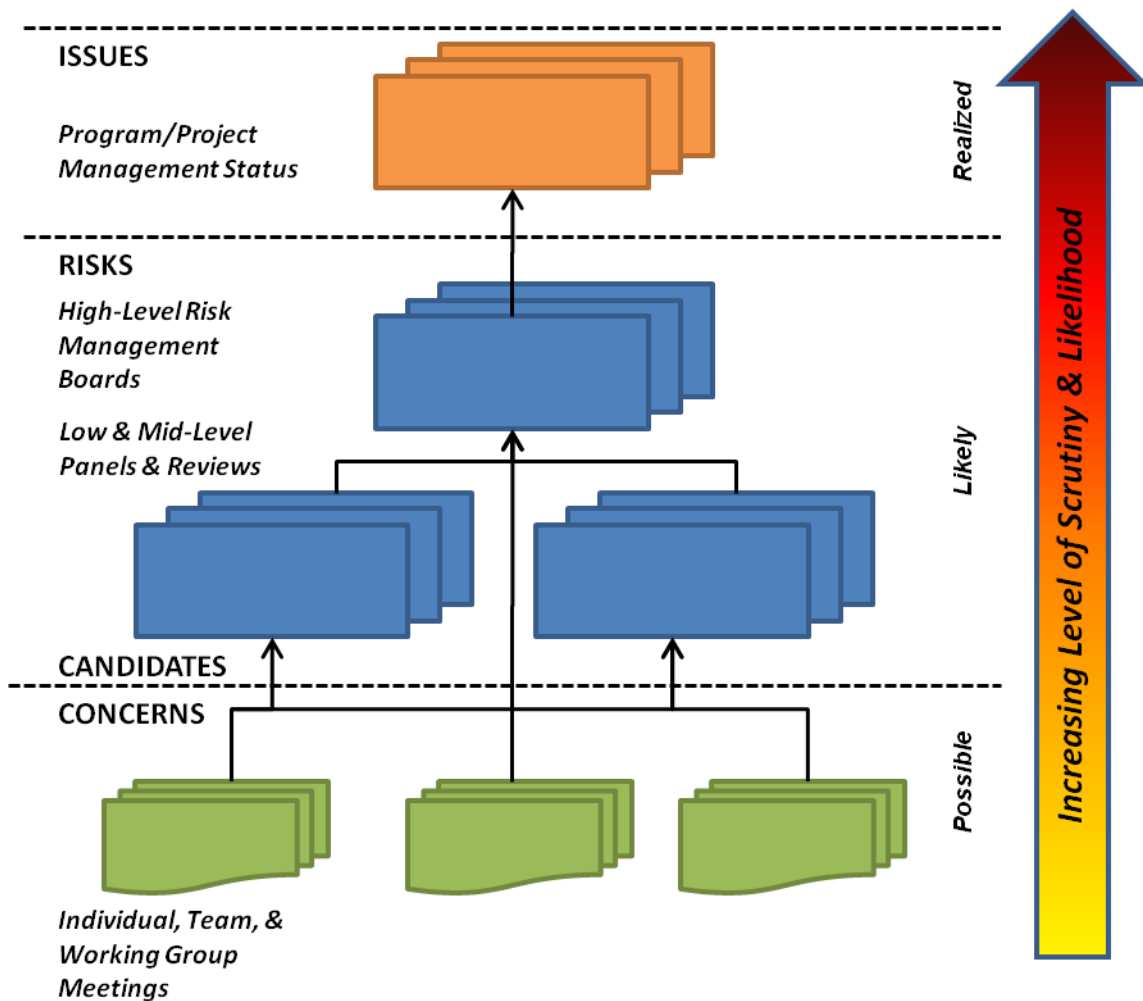 ISSUES
Program/Project
Management Status
Realized
RISKS
High-Level Risk
Management
Boards
Low & Mid-Level
Panels & Reviews
Likely
CANDIDATES
CONCERNS
Possible
Individual, Team, &
Working Group
Meetings
Increasing Level of Scrutiny & Likelihood